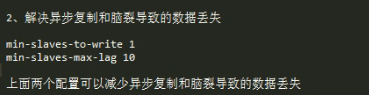 2、解决异步复制和脑裂导致的数据丢失
min-slaves-to-write 1
min-slaves-max-lag 10
上面两个配置可以减少异步复制和脑裂导致的数据丢失